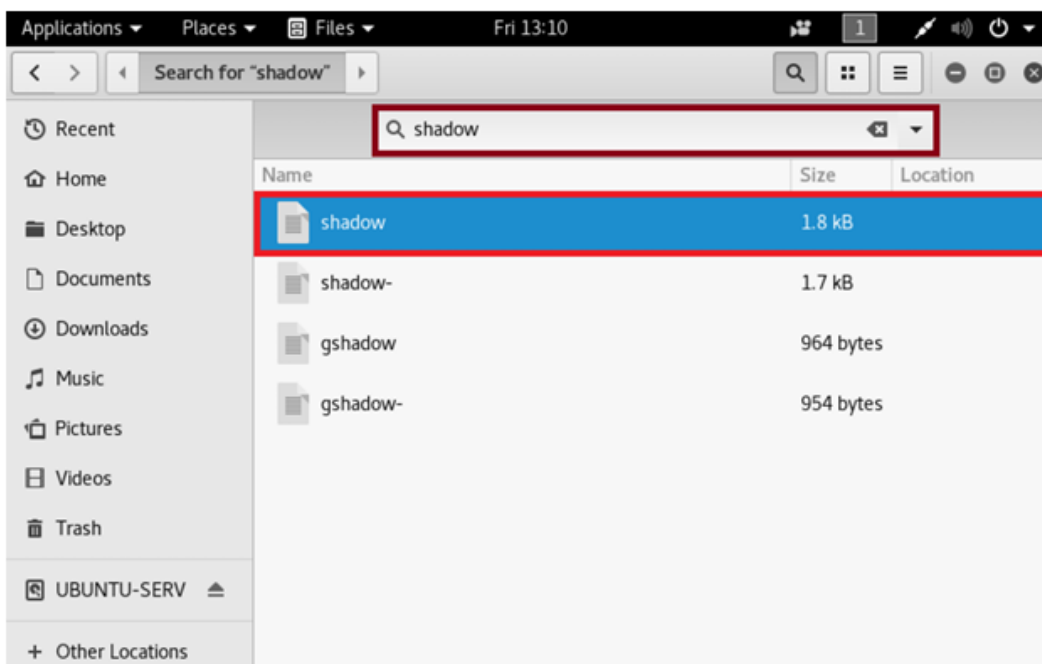 Applications Places Files Fri 13:10 1
Search for “shadow”
shadow
Recent
Home
Desktop
Documents
Downloads
Music
Pictures
Videos
Trash
UBUNTU-SERV
+ Other Locations
Name Size Location
shadow 1.8 kB
shadow- 1.7 kB
gshadow 964 bytes
gshadow- 954 bytes